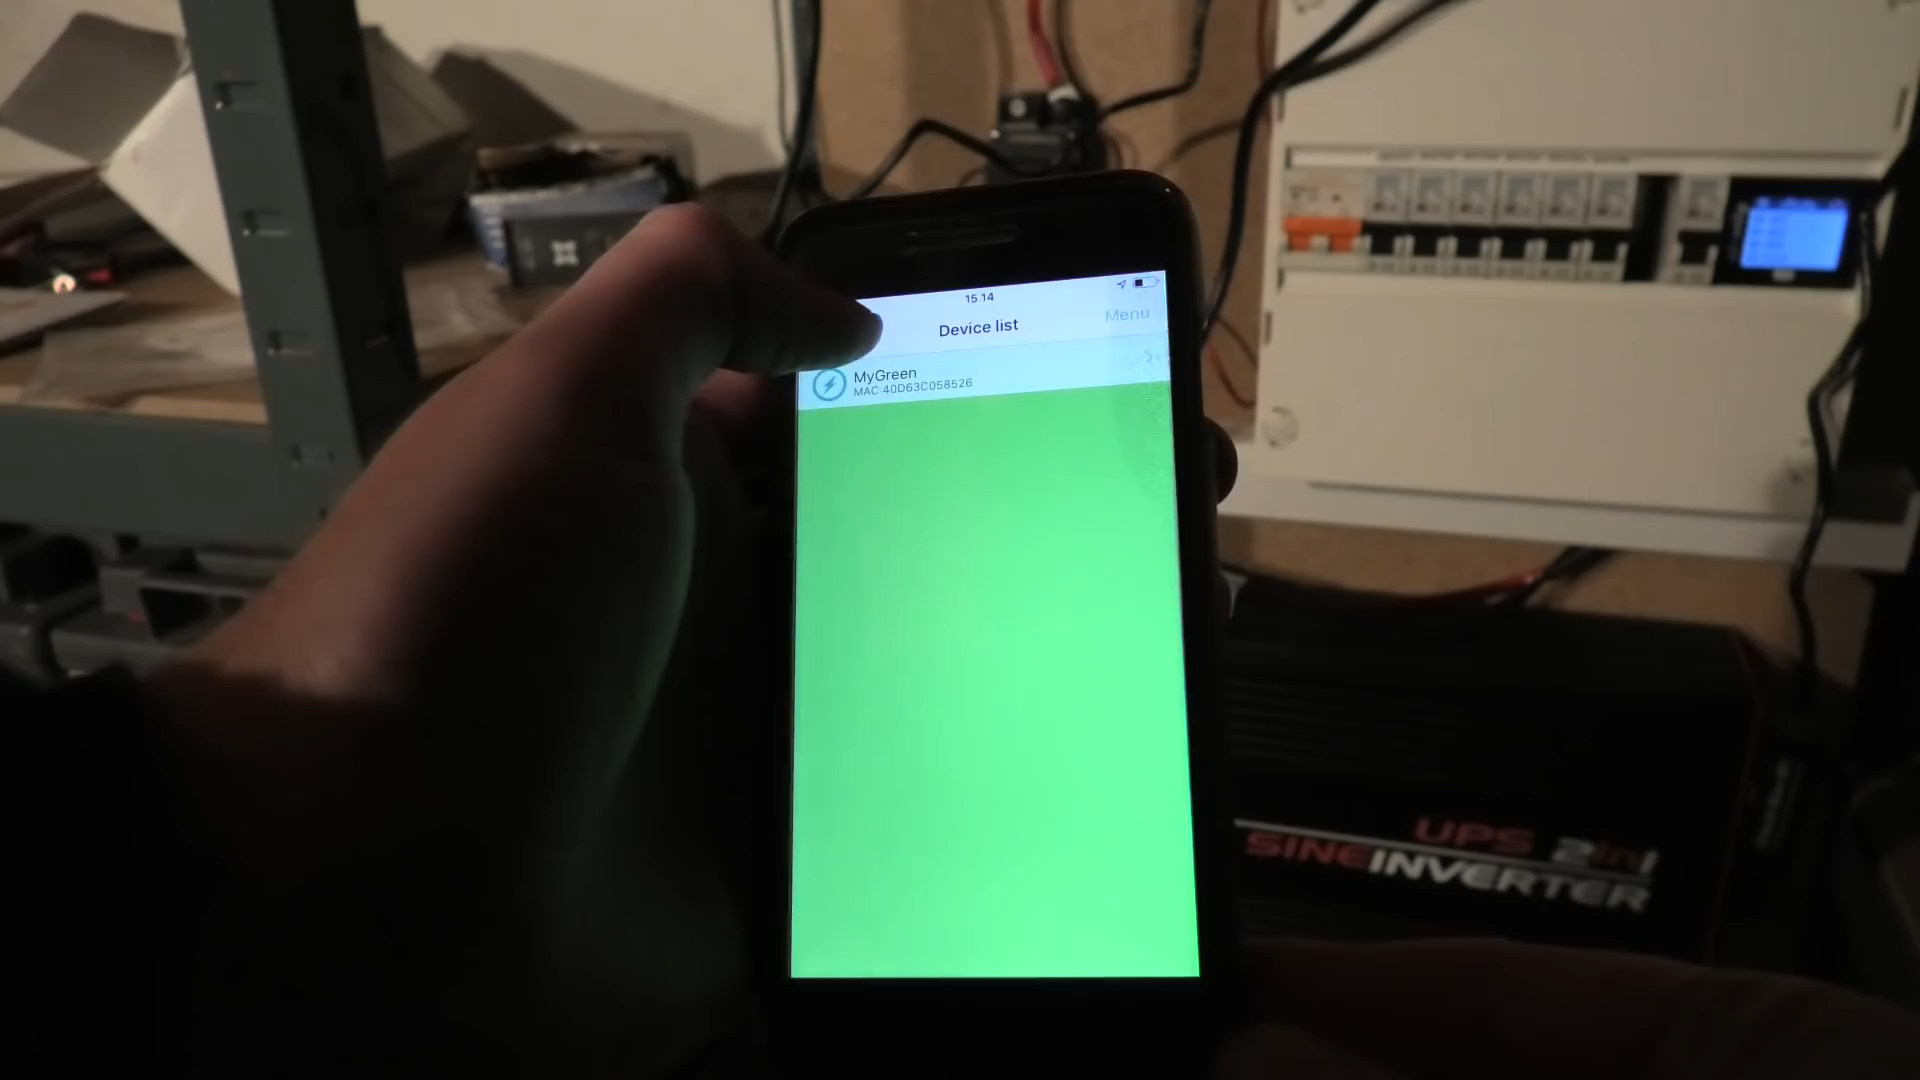 15.14
Device list
Menu
MyGreen
MAC 40D63C058526
UPS 2in1
SINEINVERTER